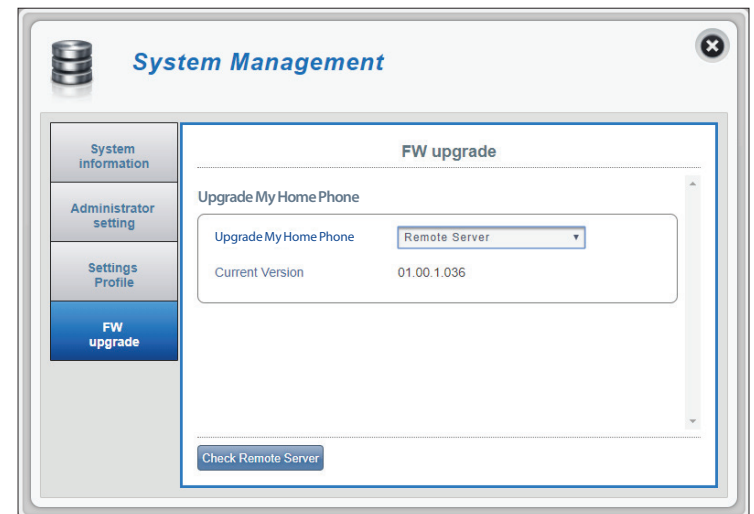 System Management
System
information
Administrator
setting
Settings
Profile
FW
upgrade
FW upgrade
Upgrade My Home Phone
Upgrade My Home Phone Remote Server
Current Version 01.00.1.036
Check Remote Server